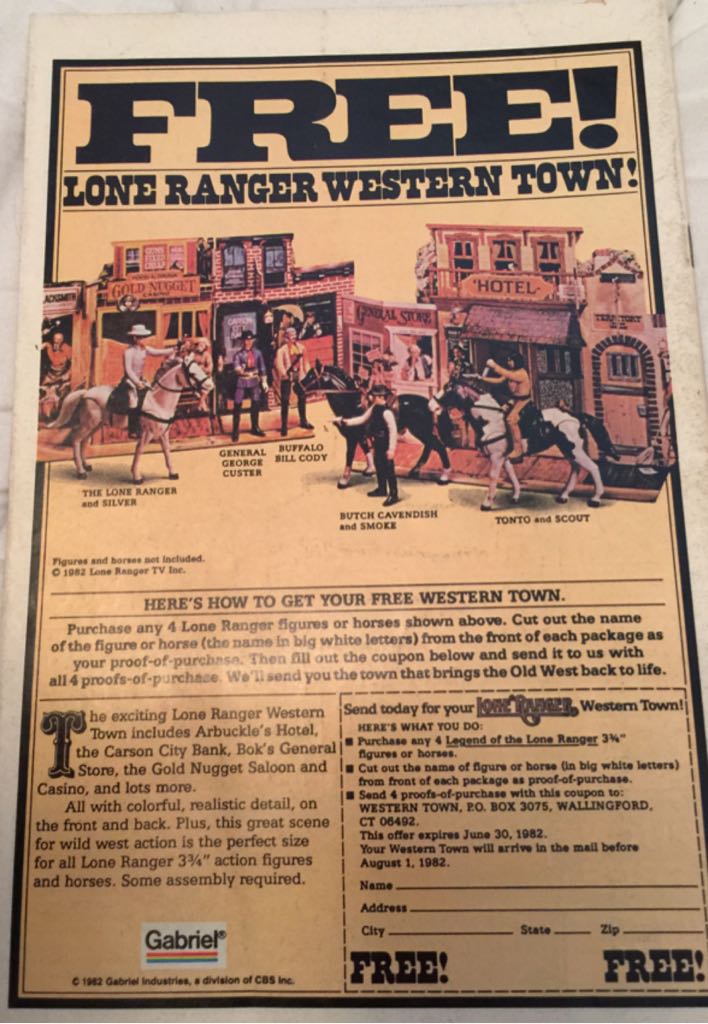 FREE!
LONE RANGER WESTERN TOWN!
GUNS
FIXED
CHEAP
GOLD NUGGET
CASINO
ACKSMITH
GENERAL STORE
HOTEL
THE LONE RANGER
and SILVER
GENERAL
GEORGE
CUSTER
BUFFALO
BILL CODY
BUTCH CAVENDISH
and SMOKE
TONTO and SCOUT
Figures and horses not included.
© 1982 Lone Ranger TV Inc.
HERE'S HOW TO GET YOUR FREE WESTERN TOWN.
Purchase any 4 Lone Ranger figures or horses shown above. Cut out the name
of the figure or horse (the name in big white letters) from the front of each package as
your proof-of-purchase. Then fill out the coupon below and send it to us with
all 4 proofs-of-purchase. We'll send you the town that brings the Old West back to life.
The exciting Lone Ranger Western
Town includes Arbuckle's Hotel,
the Carson City Bank, Bok's General
Store, the Gold Nugget Saloon and
Casino, and lots more.
All with colorful, realistic detail, on
the front and back. Plus, this great scene
for wild west action is the perfect size
for all Lone Ranger 3¾" action figures
and horses. Some assembly required.
Gabriel®
© 1982 Gabriel Industries, a division of CBS Inc.
Send today for your LONE RANGER Western Town!
HERE'S WHAT YOU DO:
■ Purchase any 4 Legend of the Lone Ranger 3¾"
figures or horses.
■ Cut out the name of figure or horse (in big white letters)
from front of each package as proof-of-purchase.
■ Send 4 proofs-of-purchase with this coupon to:
WESTERN TOWN, P.O. BOX 3075, WALLINGFORD,
CT 06492.
This offer expires June 30, 1982.
Your Western Town will arrive in the mail before
August 1, 1982.
Name
Address
City State Zip
FREE! FREE!